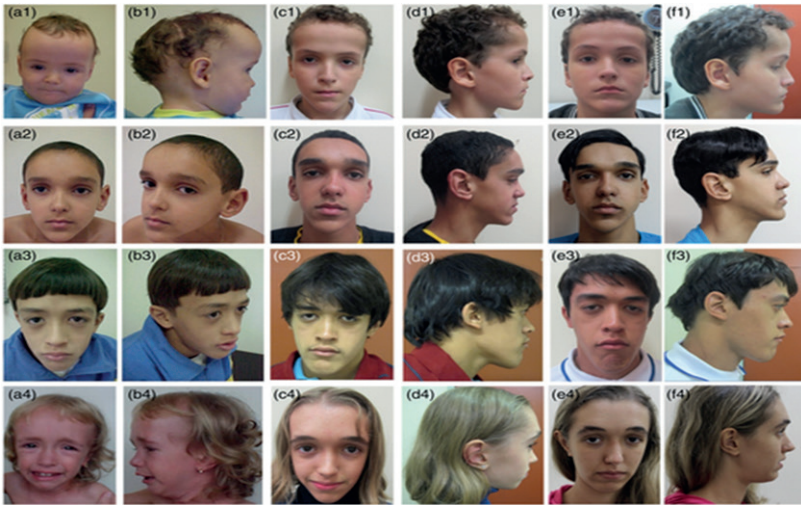 (a1) (b1) (c1) (d1) (e1) (f1)
(a2) (b2) (c2) (d2) (e2) (f2)
(a3) (b3) (c3) (d3) (e3) (f3)
(a4) (b4) (c4) (d4) (e4) (f4)